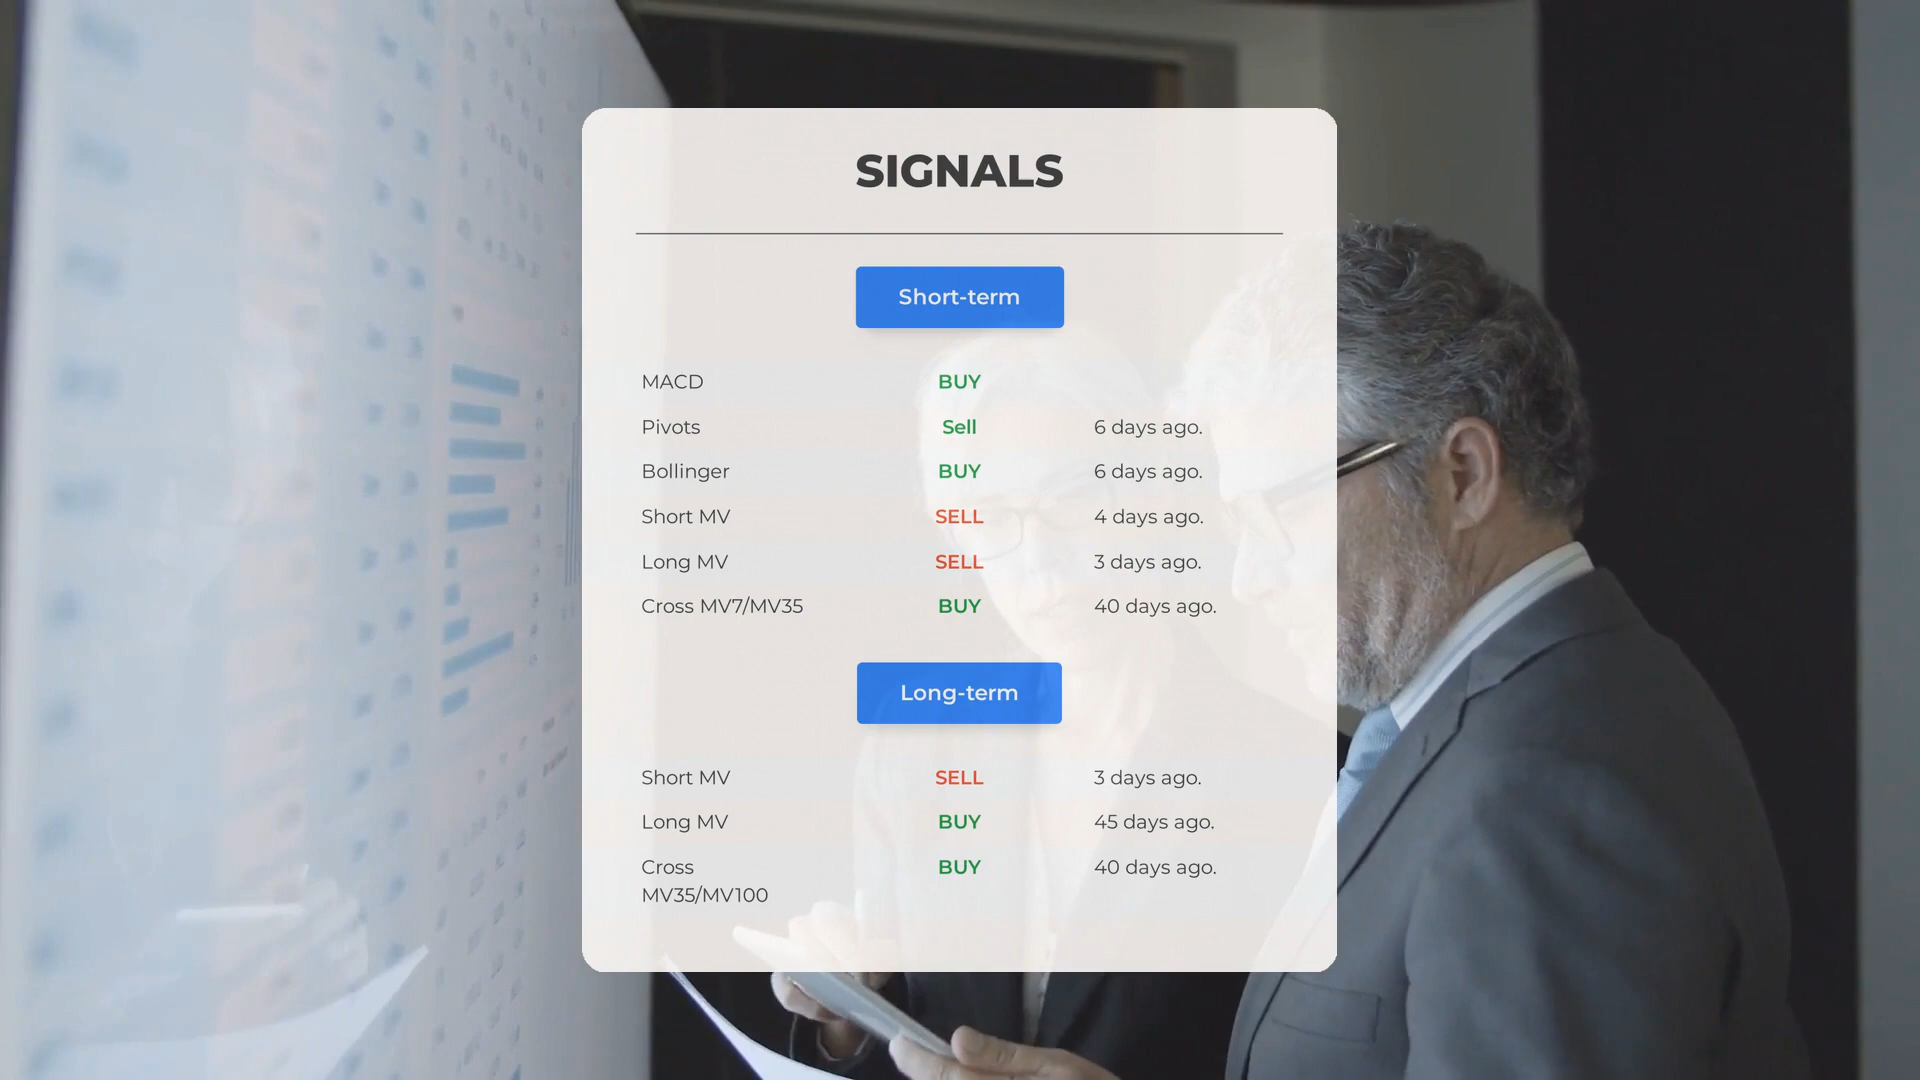 SIGNALS
Short-term
MACD BUY
Pivots Sell 6 days ago.
Bollinger BUY 6 days ago.
Short MV SELL 4 days ago.
Long MV SELL 3 days ago.
Cross MV7/MV35 BUY 40 days ago.
Long-term
Short MV SELL 3 days ago.
Long MV BUY 45 days ago.
Cross BUY 40 days ago.
MV35/MV100